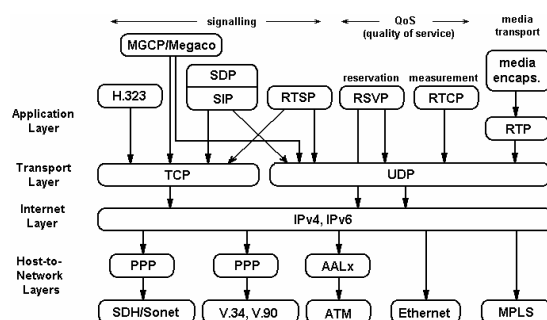 signalling
QoS
(quality of service)
media
transport
MGCP/Megaco
SDP
SIP
media
encaps.
H.323
RTSP
reservation
RSVP
measurement
RTCP
Application
Layer
RTP
Transport
Layer
TCP
UDP
Internet
Layer
IPv4, IPv6
Host-to-
Network
Layers
PPP
PPP
AALx
SDH/Sonet
V.34, V.90
ATM
Ethernet
MPLS